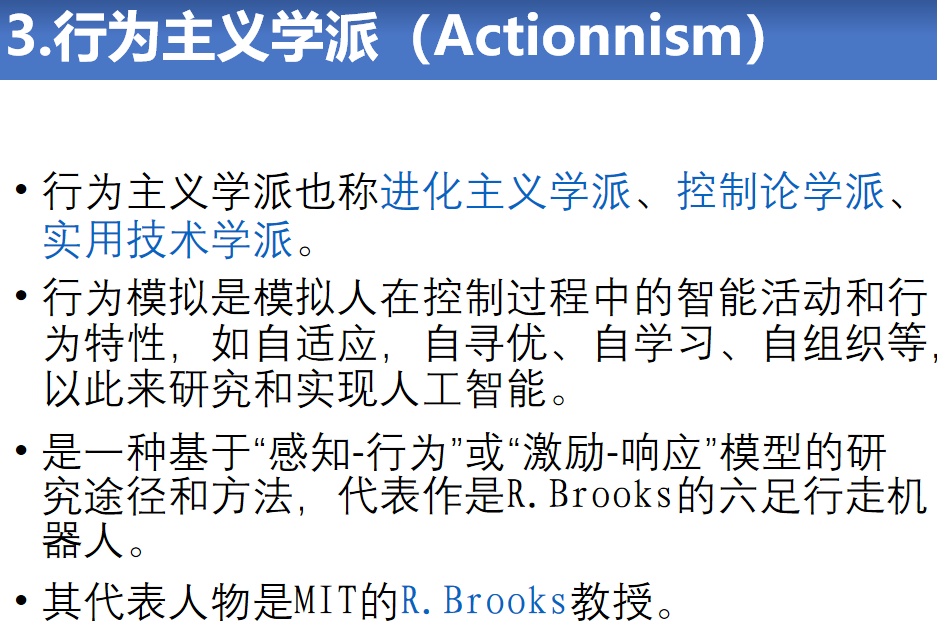 3.行为主义学派（Actionnism）
• 行为主义学派也称进化主义学派、控制论学派、
实用技术学派。
• 行为模拟是模拟人在控制过程中的智能活动和行
为特性，如自适应，自寻优、自学习、自组织等,
以此来研究和实现人工智能。
• 是一种基于“感知-行为”或“激励-响应”模型的研
究途径和方法，代表作是R.Brooks的六足行走机
器人。
• 其代表人物是MIT的R.Brooks教授。